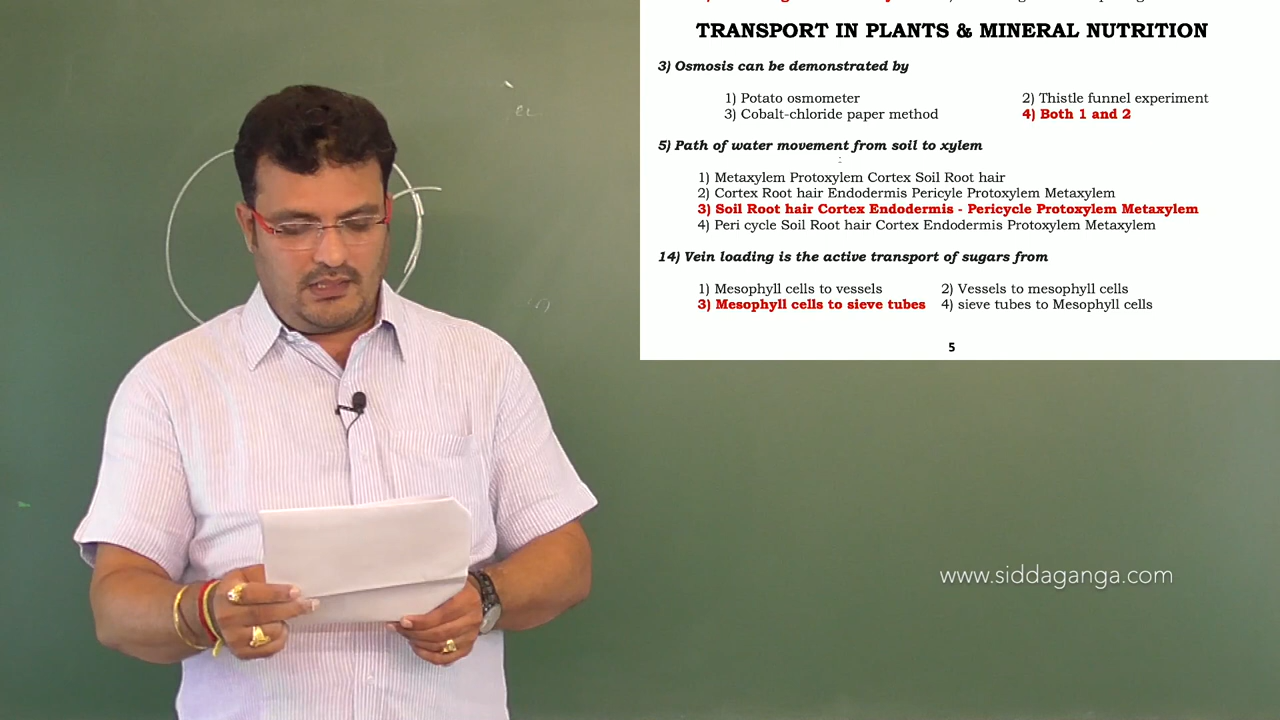 TRANSPORT IN PLANTS & MINERAL NUTRITION
3) Osmosis can be demonstrated by
1) Potato osmometer 2) Thistle funnel experiment
3) Cobalt-chloride paper method 4) Both 1 and 2
5) Path of water movement from soil to xylem
1) Metaxylem Protoxylem Cortex Soil Root hair
2) Cortex Root hair Endodermis Pericyle Protoxylem Metaxylem
3) Soil Root hair Cortex Endodermis - Pericycle Protoxylem Metaxylem
4) Peri cycle Soil Root hair Cortex Endodermis Protoxylem Metaxylem
14) Vein loading is the active transport of sugars from
1) Mesophyll cells to vessels 2) Vessels to mesophyll cells
3) Mesophyll cells to sieve tubes 4) sieve tubes to Mesophyll cells
5
www.siddaganga.com